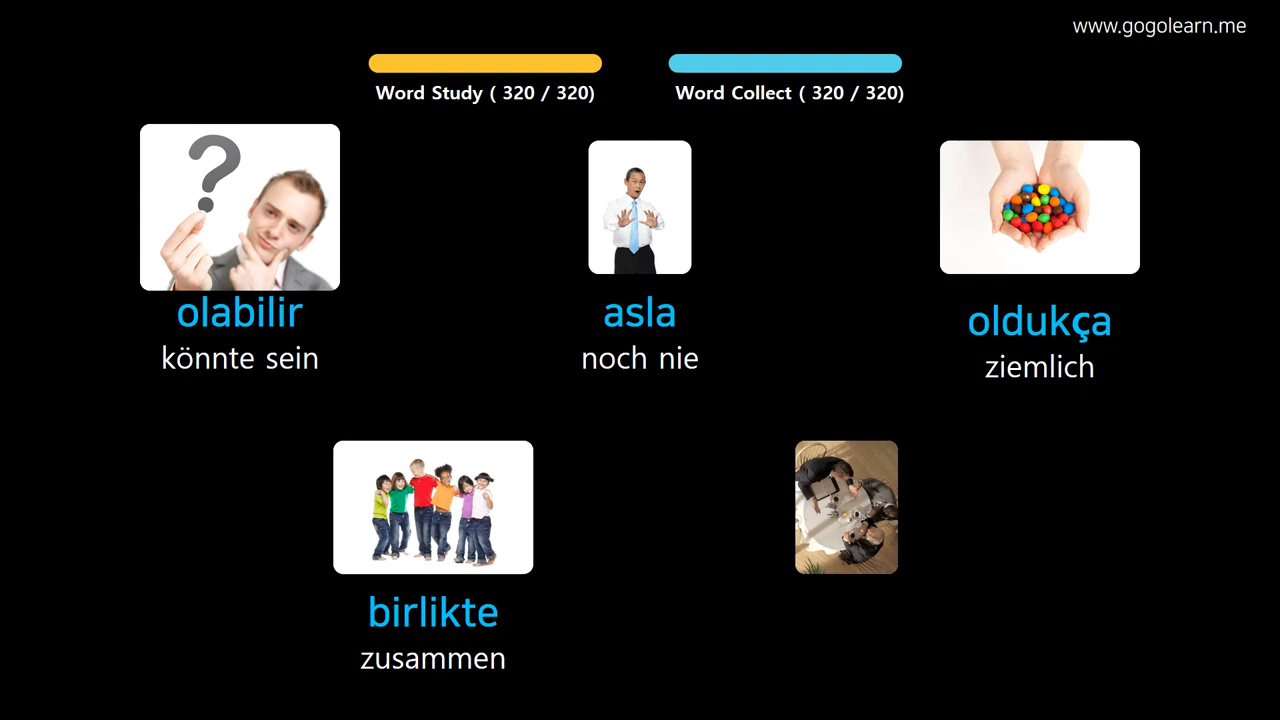 www.gogolearn.me
Word Study ( 320 / 320)
Word Collect ( 320 / 320)
?
olabilir
könnte sein
asla
noch nie
oldukça
ziemlich
birlikte
zusammen